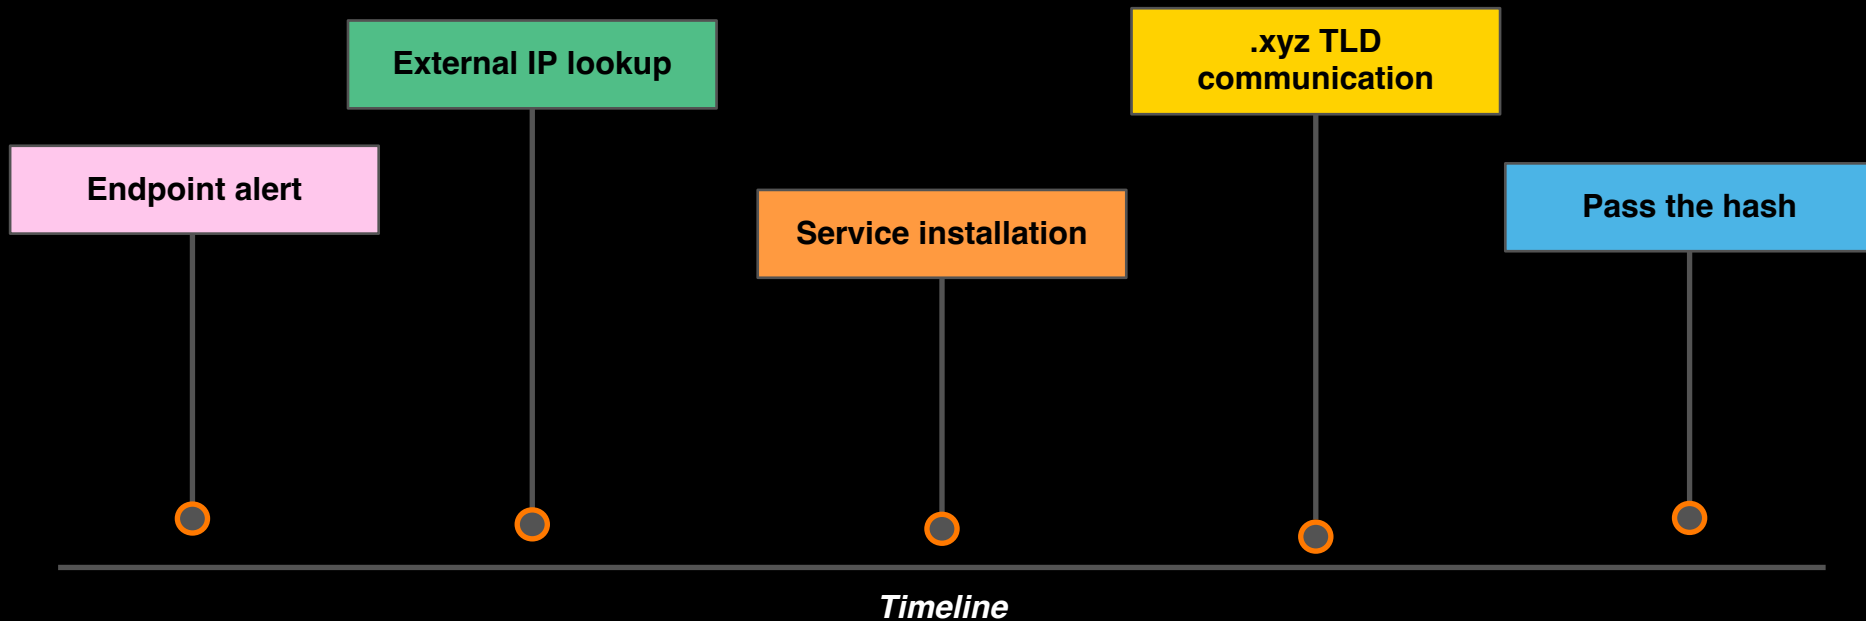 Endpoint alert
External IP lookup
Service installation
.xyz TLD
communication
Pass the hash
Timeline